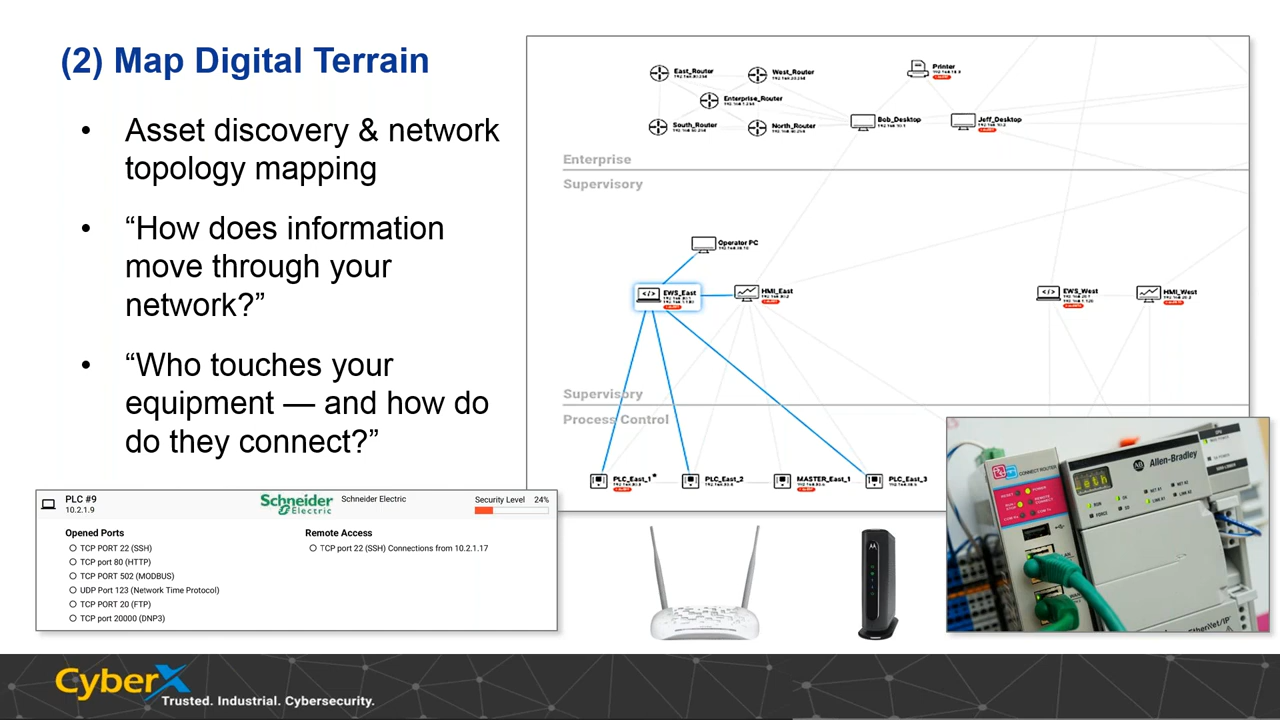 (2) Map Digital Terrain
• Asset discovery & network
topology mapping
• “How does information
move through your
network?”
• “Who touches your
equipment — and how do
do they connect?”
East_Router
West_Router
Printer
Enterprise_Router
South_Router
North_Router
Bob_Desktop
Jeff_Desktop
Enterprise
Supervisory
Operator PC
EWS_East
HMI_East
EWS_West
HMI_West
Supervisory
Process Control
PLC_East_1*
PLC_East_2
MASTER_East_1
PLC_East_3
PLC #9
10.2.1.9
Schneider
Electric
Schneider Electric
Security Level 24%
Opened Ports
TCP PORT 22 (SSH)
TCP port 80 (HTTP)
TCP PORT 502 (MODBUS)
UDP Port 123 (Network Time Protocol)
TCP PORT 20 (FTP)
TCP port 20000 (DNP3)
Remote Access
TCP port 22 (SSH) Connections from 10.2.1.17
CONNECT ROUTER
Allen-Bradley
EtherNet/IP
CyberX
Trusted. Industrial. Cybersecurity.